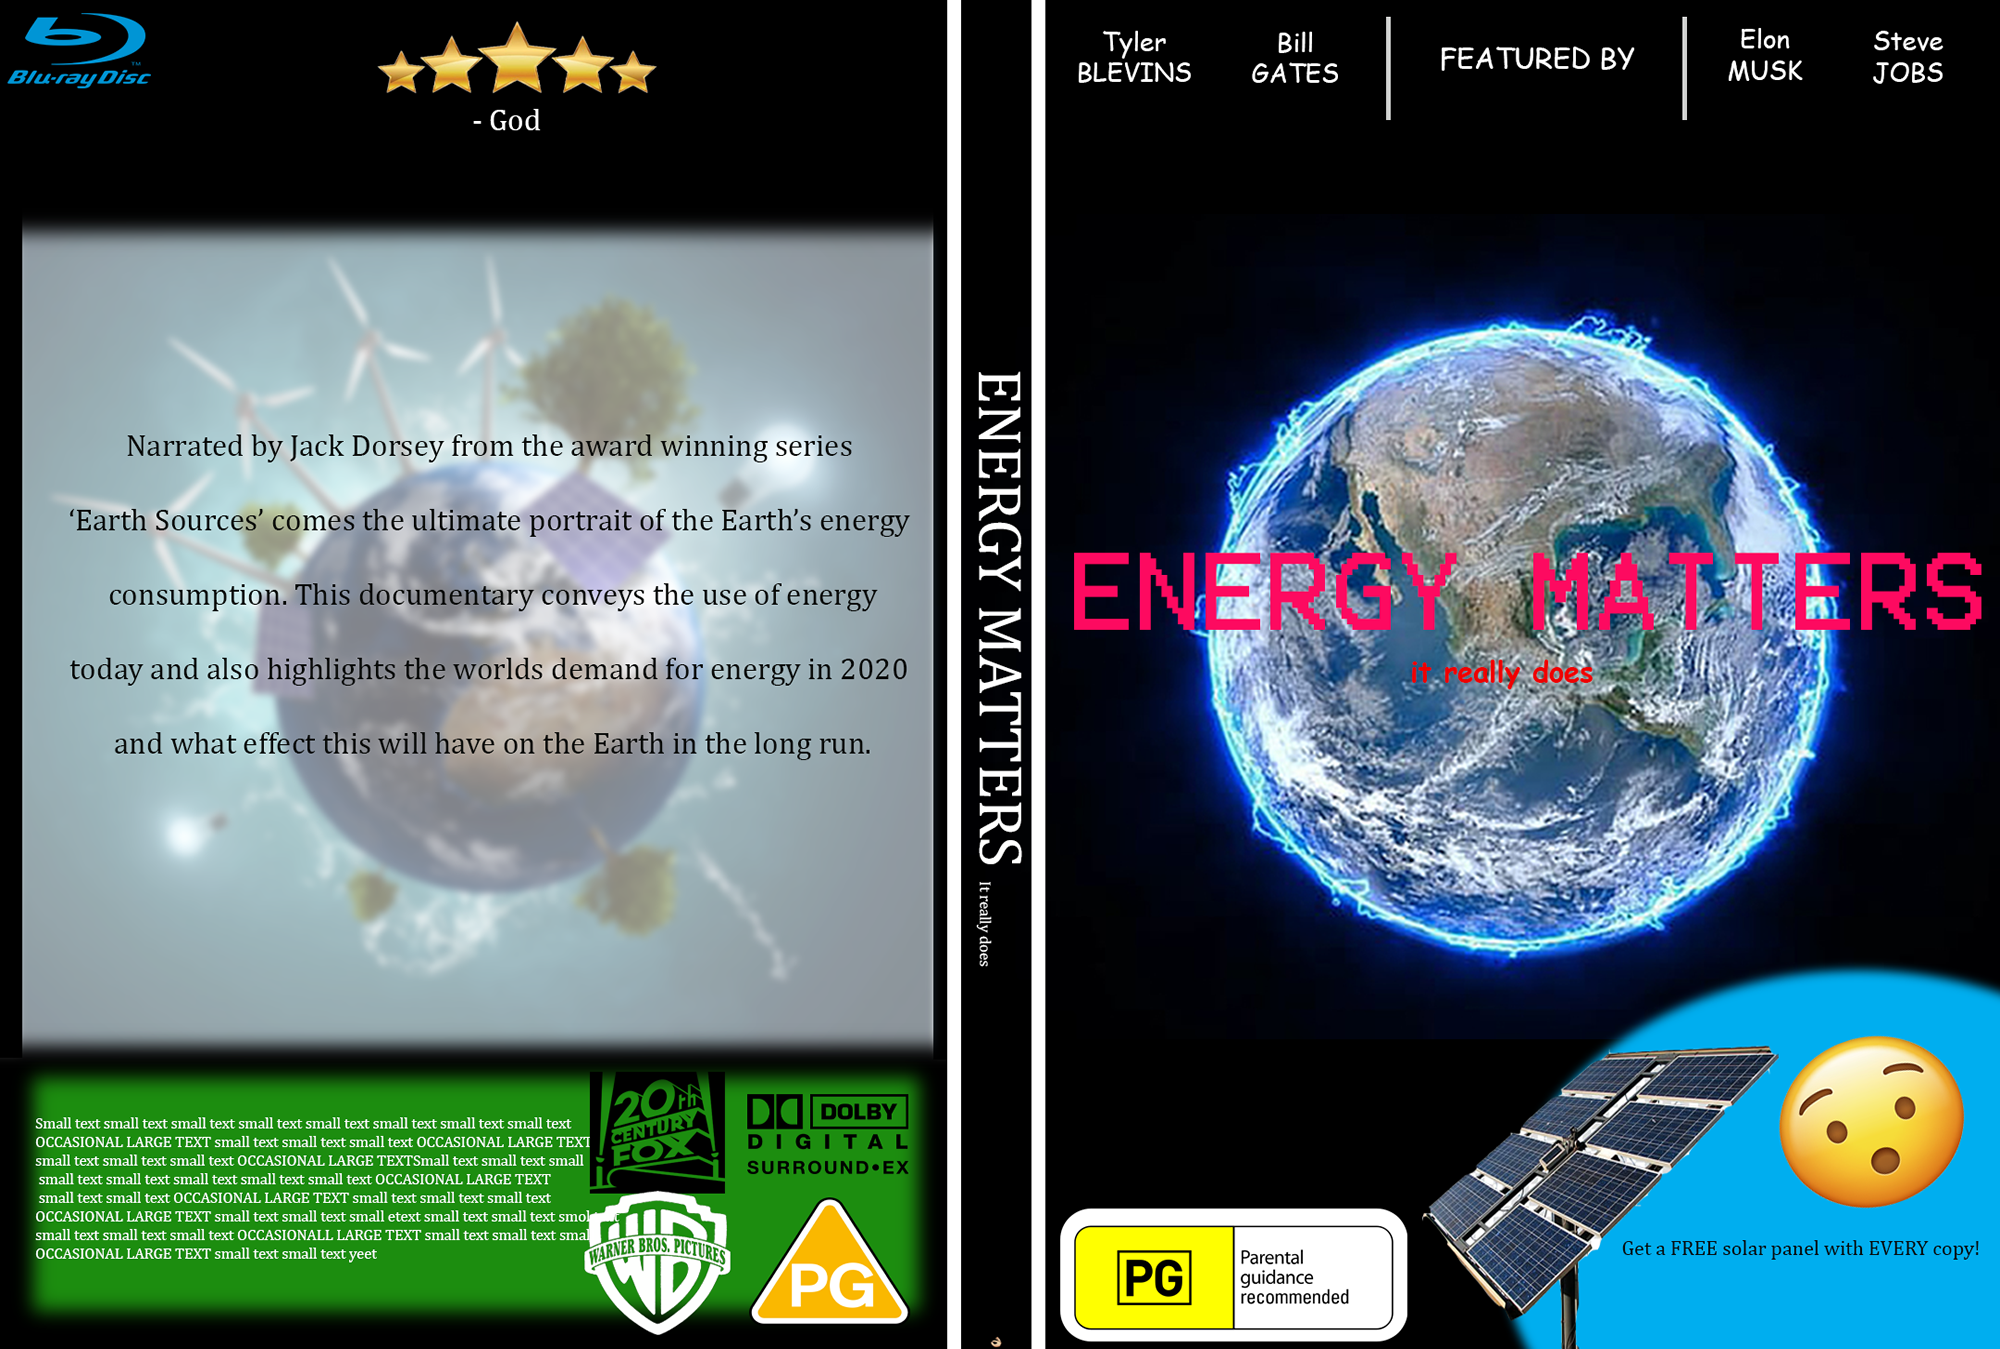 Blu-ray Disc
TM
- God
Narrated by Jack Dorsey from the award winning series
‘Earth Sources’ comes the ultimate portrait of the Earth’s energy
consumption. This documentary conveys the use of energy
today and also highlights the worlds demand for energy in 2020
and what effect this will have on the Earth in the long run.
Small text small text small text small text small text small text small text small text
OCCASIONAL LARGE TEXT small text small text small text OCCASIONAL LARGE TEXT
small text small text small text OCCASIONAL LARGE TEXTSmall text small text small
small text small text small text small text small text OCCASIONAL LARGE TEXT
small text small text OCCASIONAL LARGE TEXT small text small text small text
OCCASIONAL LARGE TEXT small text small text small etext small text small text smol
small text small text small text OCCASIONALL LARGE TEXT small text small text
OCCASIONAL LARGE TEXT small text small text yeet
20TH
CENTURY
FOX
DOLBY
DIGITAL
SURROUND•EX
WB
WARNER BROS. PICTURES
PG
ENERGY MATTERS It really does
Tyler
BLEVINS
Bill
GATES
FEATURED BY
Elon
MUSK
Steve
JOBS
ENERGY MATTERS
it really does
PG
Parental
guidance
recommended
Get a FREE solar panel with EVERY copy!